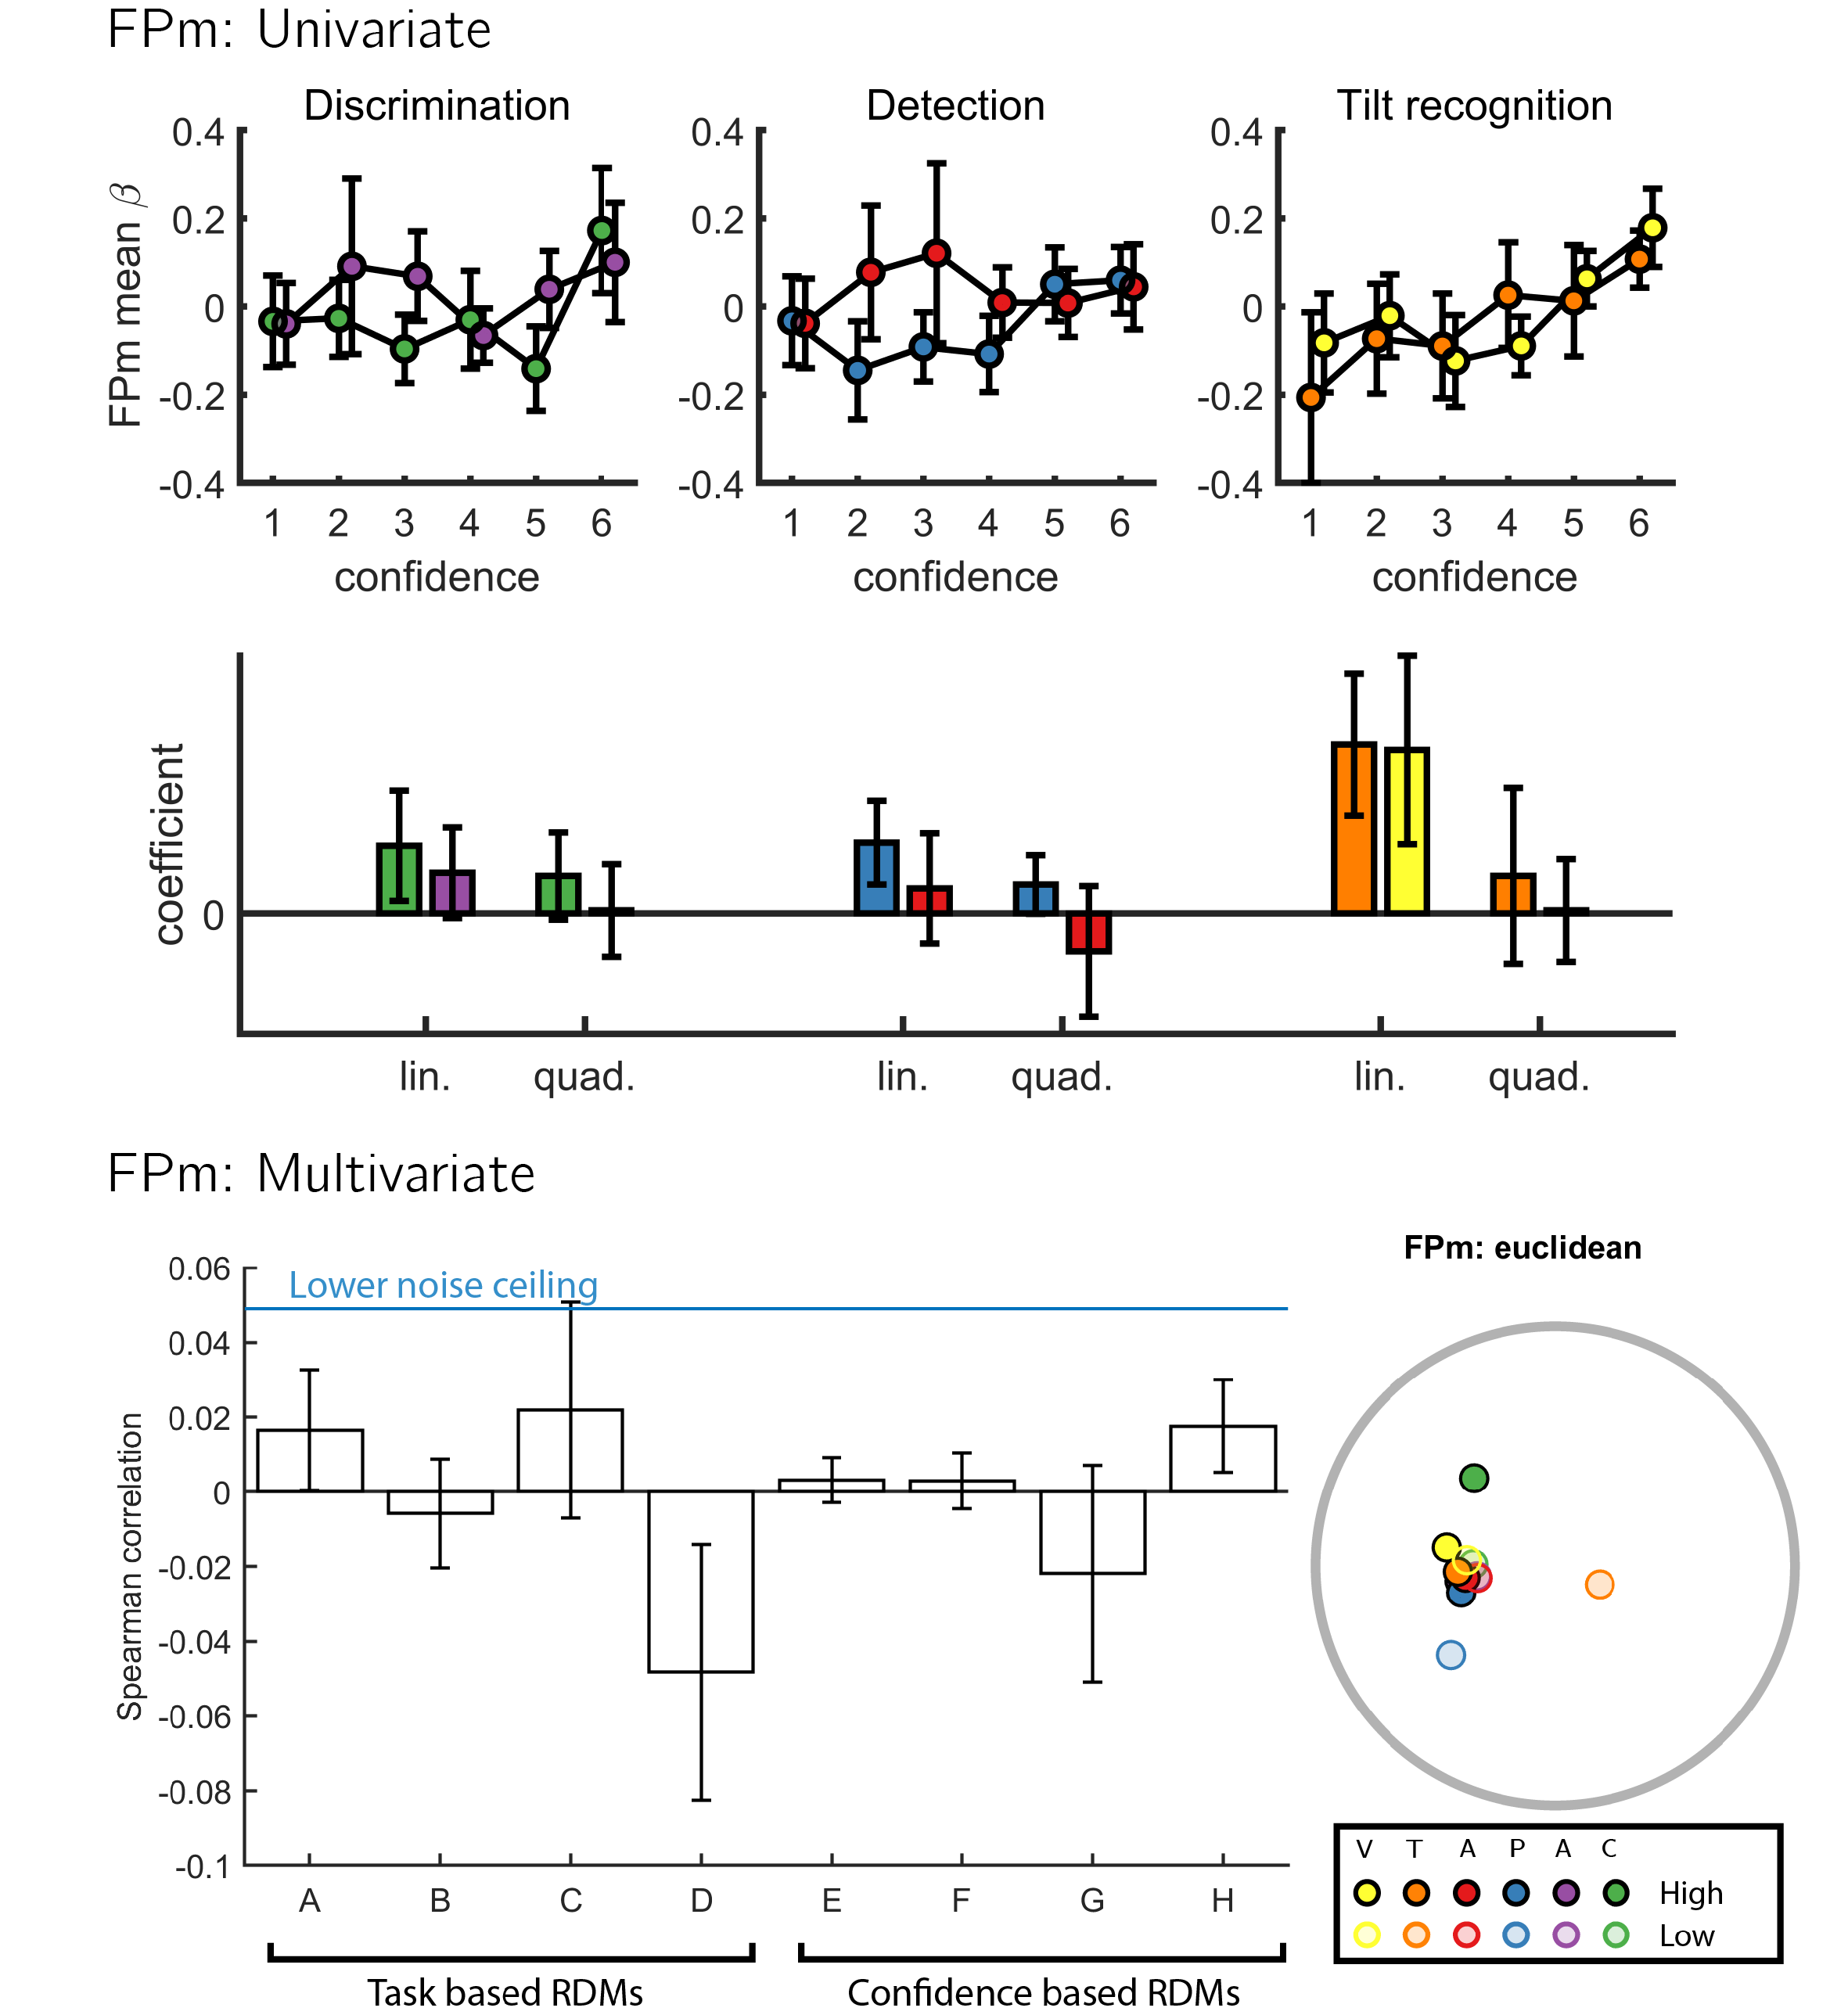 FPm: Univariate
Discrimination
Detection
Tilt recognition
FPm mean β
0.4
0.2
0
-0.2
-0.4
1 2 3 4 5 6
confidence
0.4
0.2
0
-0.2
-0.4
1 2 3 4 5 6
confidence
0.4
0.2
0
-0.2
-0.4
1 2 3 4 5 6
confidence
coefficient
0
lin. quad. lin. quad. lin. quad.
FPm: Multivariate
Spearman correlation
0.06
0.04
0.02
0
-0.02
-0.04
-0.06
-0.08
-0.1
Lower noise ceiling
A B C D E F G H
Task based RDMs
Confidence based RDMs
FPm: euclidean
V T A P A C
High
Low